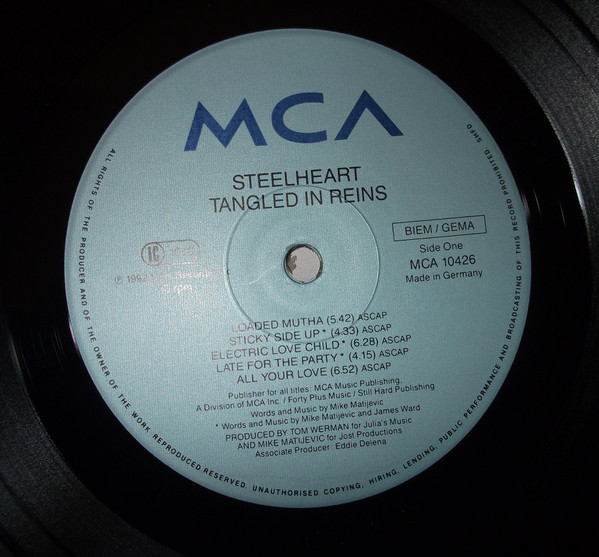 MCA
STEELHEART
TANGLED IN REINS
BIEM / GEMA
Side One
MCA 10426
Made in Germany
LOADED MUTHA (5.42) ASCAP
STICKY SIDE UP * (4.33) ASCAP
ELECTRIC LOVE CHILD * (6.28) ASCAP
LATE FOR THE PARTY * (4.15) ASCAP
ALL YOUR LOVE (6.52) ASCAP
Publisher for all titles: MCA Music Publishing,
A Division of MCA Inc. / Forty Plus Music / Still Hard Publishing
Words and Music by Mike Matijevic
* Words and Music by Mike Matijevic and James Ward
PRODUCED BY TOM WERMAN for Julia's Music
AND MIKE MATIJEVIC for Jost Productions
Associate Producer: Eddie Delena
ALL RIGHTS OF THE PRODUCER AND OF THE OWNER OF THE WORK REPRODUCED RESERVED. UNAUTHORISED COPYING, HIRING, LENDING, PUBLIC PERFORMANCE AND BROADCASTING OF THIS RECORD PROHIBITED. SHFD